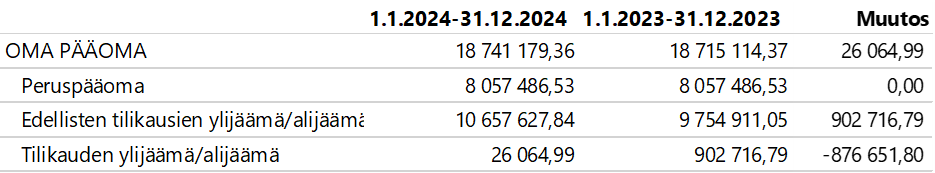 1.1.2024-31.12.2024 1.1.2023-31.12.2023 Muutos
OMA PÄÄOMA 18 741 179,36 18 715 114,37 26 064,99
Peruspääoma 8 057 486,53 8 057 486,53 0,00
Edellisten tilikausien ylijäämä/alijäämä 10 657 627,84 9 754 911,05 902 716,79
Tilikauden ylijäämä/alijäämä 26 064,99 902 716,79 -876 651,80